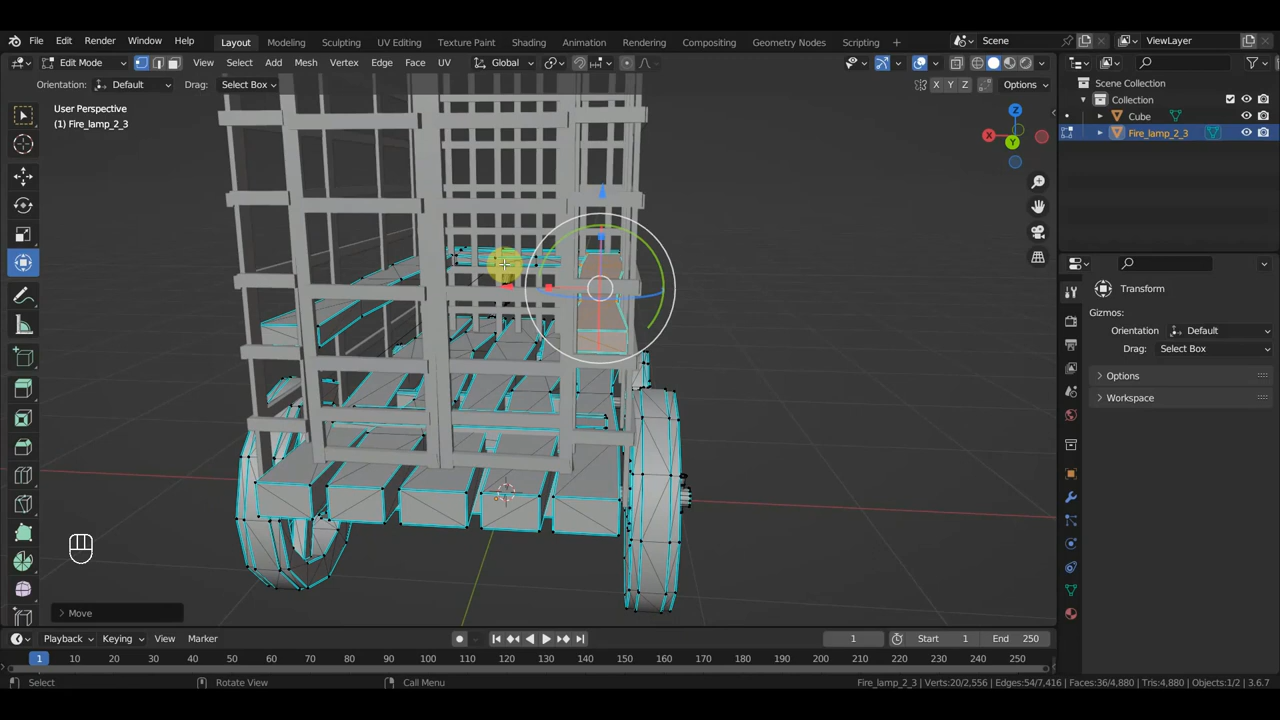 File Edit Render Window Help Layout Modeling Sculpting UV Editing Texture Paint Shading Animation Rendering Compositing Geometry Nodes Scripting + Scene ViewLayer
Edit Mode View Select Add Mesh Vertex Edge Face UV Global
Orientation: Default Drag: Select Box X Y Z Options
User Perspective
(1) Fire_lamp_2_3
Z
X
Y
Scene Collection
Collection
Cube
Fire_lamp_2_3
Transform
Gizmos:
Orientation Default
Drag: Select Box
Options
Workspace
Move
Playback Keying View Marker 1 Start 1 End 250
1 10 20 30 40 50 60 70 80 90 100 110 120 130 140 150 160 170 180 190 200 210 220 230 240 250
Select Rotate View Call Menu Fire_lamp_2_3 | Verts:20/2,556 | Edges:54/7,416 | Faces:36/4,880 | Tris:4,880 | Objects:1/2 | 3.6.7